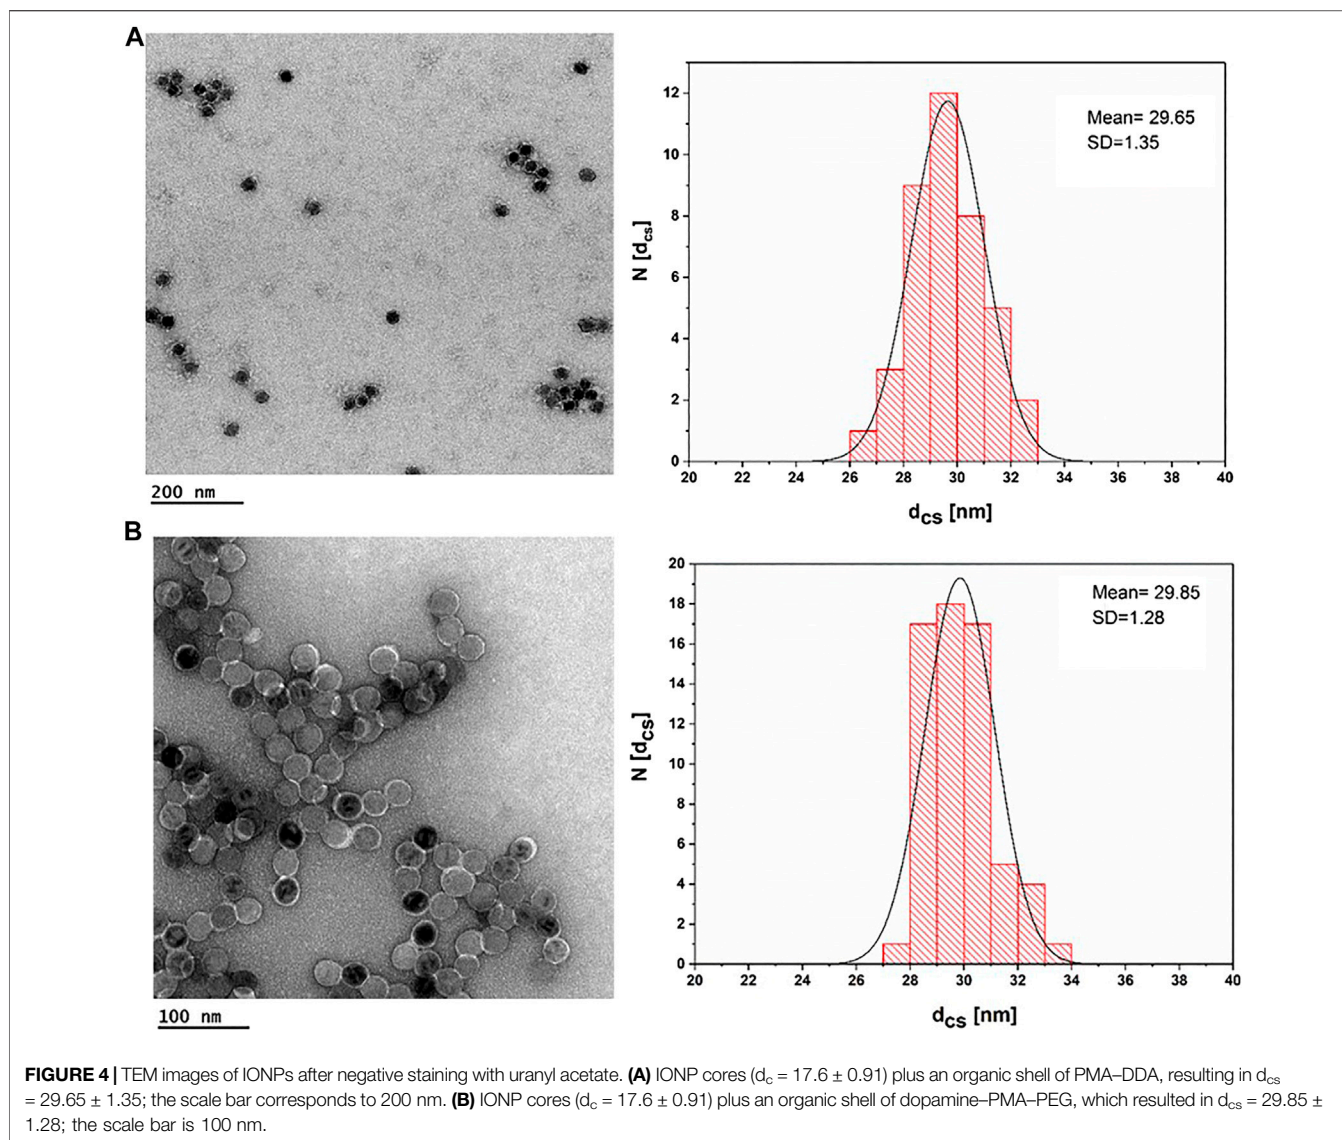 A
200 nm
N [dcs]
12
10
8
6
4
2
0
Mean= 29.65
SD=1.35
20 22 24 26 28 30 32 34 36 38 40
dCS [nm]
B
100 nm
N [dCS]
20
18
16
14
12
10
8
6
4
2
0
Mean= 29.85
SD=1.28
20 22 24 26 28 30 32 34 36 38 40
dCS [nm]
FIGURE 4 | TEM images of IONPs after negative staining with uranyl acetate. (A) IONP cores (dc = 17.6 ± 0.91) plus an organic shell of PMA–DDA, resulting in dcs
= 29.65 ± 1.35; the scale bar corresponds to 200 nm. (B) IONP cores (dc = 17.6 ± 0.91) plus an organic shell of dopamine–PMA–PEG, which resulted in dcs = 29.85 ±
1.28; the scale bar is 100 nm.